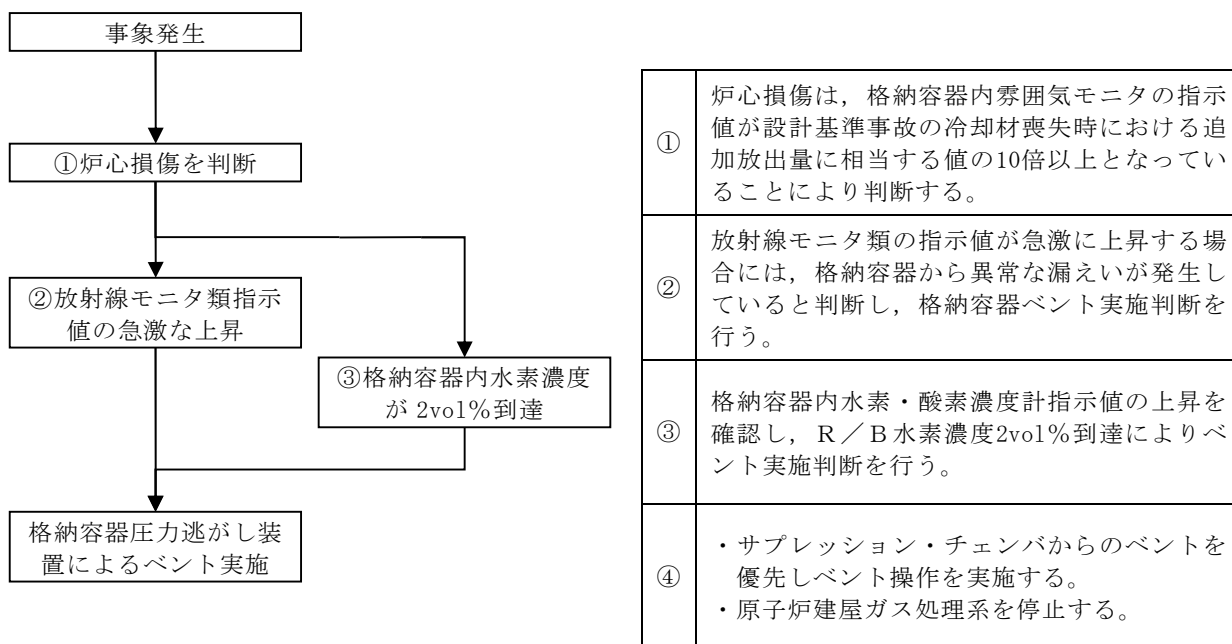 事象発生
①炉心損傷を判断
②放射線モニタ類指示
値の急激な上昇
③格納容器内水素濃度
が 2vol％到達
格納容器圧力逃がし装
置によるベント実施
①
炉心損傷は，格納容器内雰囲気モニタの指示
値が設計基準事故の冷却材喪失時における追
加放出量に相当する値の10倍以上となってい
ることにより判断する。
②
放射線モニタ類の指示値が急激に上昇する場
合には，格納容器から異常な漏えいが発生し
ていると判断し，格納容器ベント実施判断を
行う。
③
格納容器内水素・酸素濃度計指示値の上昇を
確認し，Ｒ／Ｂ水素濃度2vol％到達によりベ
ント実施判断を行う。
④
・サプレッション・チェンバからのベントを
優先しベント操作を実施する。
・原子炉建屋ガス処理系を停止する。